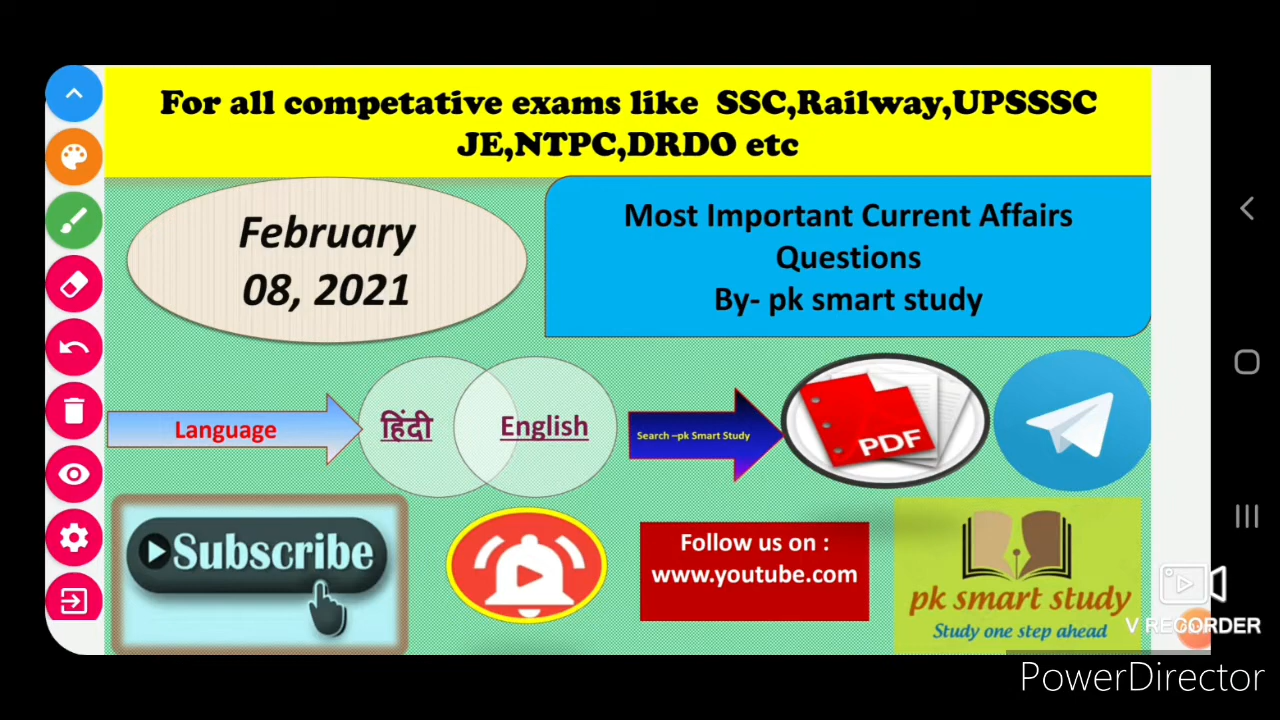 For all competative exams like SSC,Railway,UPSSSC
JE,NTPC,DRDO etc
February
08, 2021
Most Important Current Affairs
Questions
By- pk smart study
Language
हिंदी
English
Search –pk Smart Study
PDF
Subscribe
Follow us on :
www.youtube.com
pk smart study
Study one step ahead
V RECORDER
PowerDirector